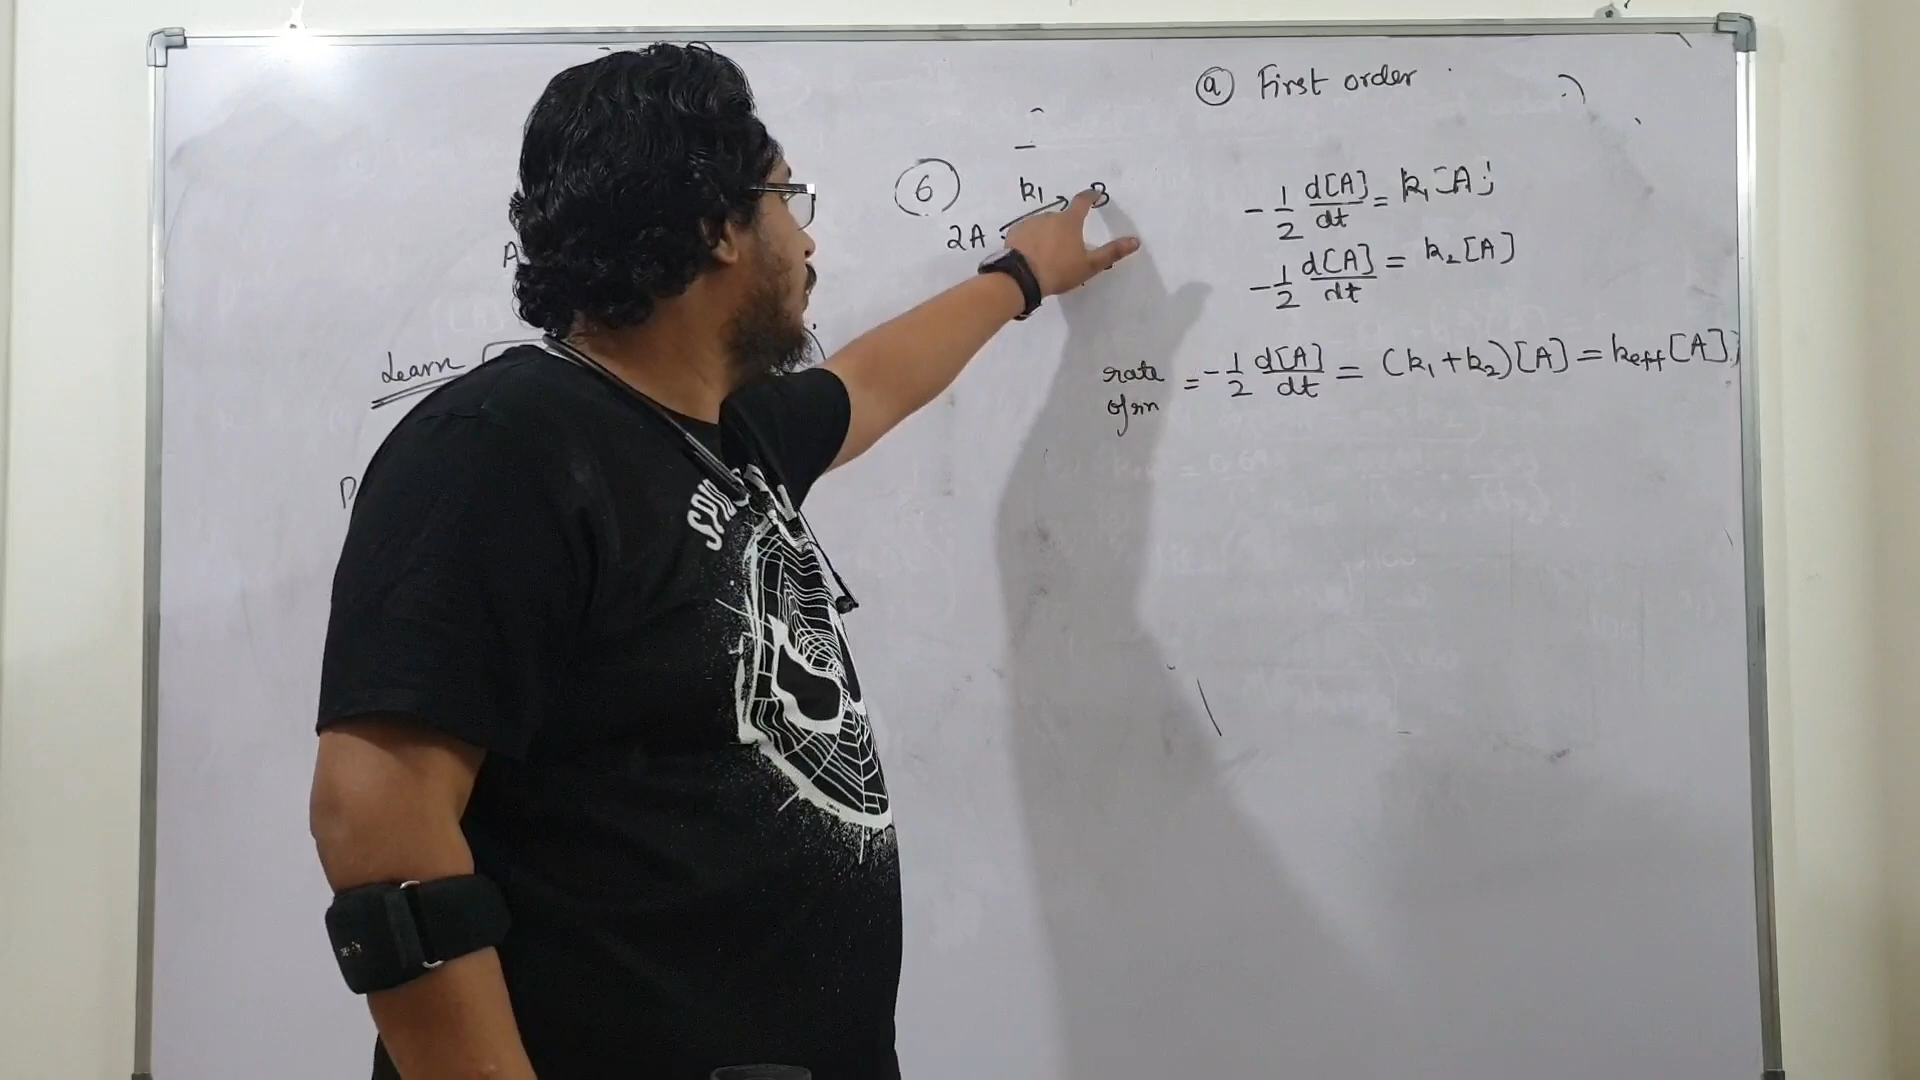 ⓐ First order
⑥
k₁
2A → B
-1/2 d[A]/dt = k₁[A]
-1/2 d[A]/dt = k₂[A]
rate of rn = -1/2 d[A]/dt = (k₁+k₂)[A] = keff[A]
A
Learn
P